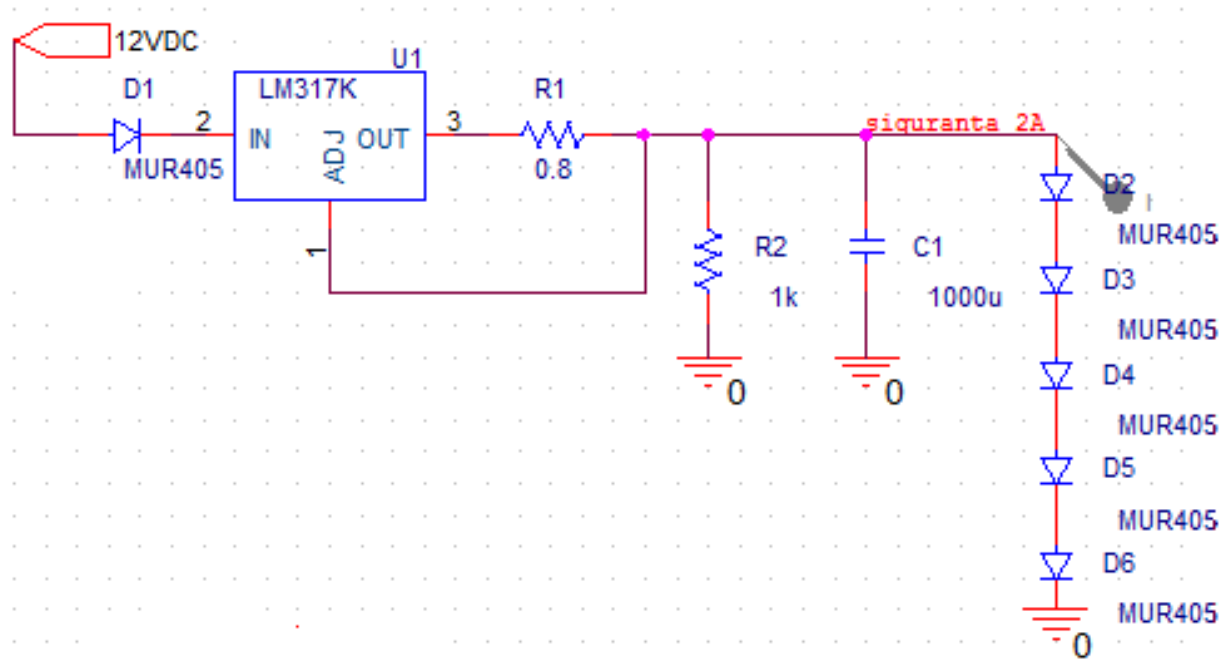 12VDC
U1
D1
LM317K
R1
2
IN
ADJ
OUT
3
MUR405
0.8
1
siguranta 2A
D2
I
MUR405
R2
C1
1k
1000u
D3
MUR405
0
0
D4
MUR405
D5
MUR405
D6
MUR405
0